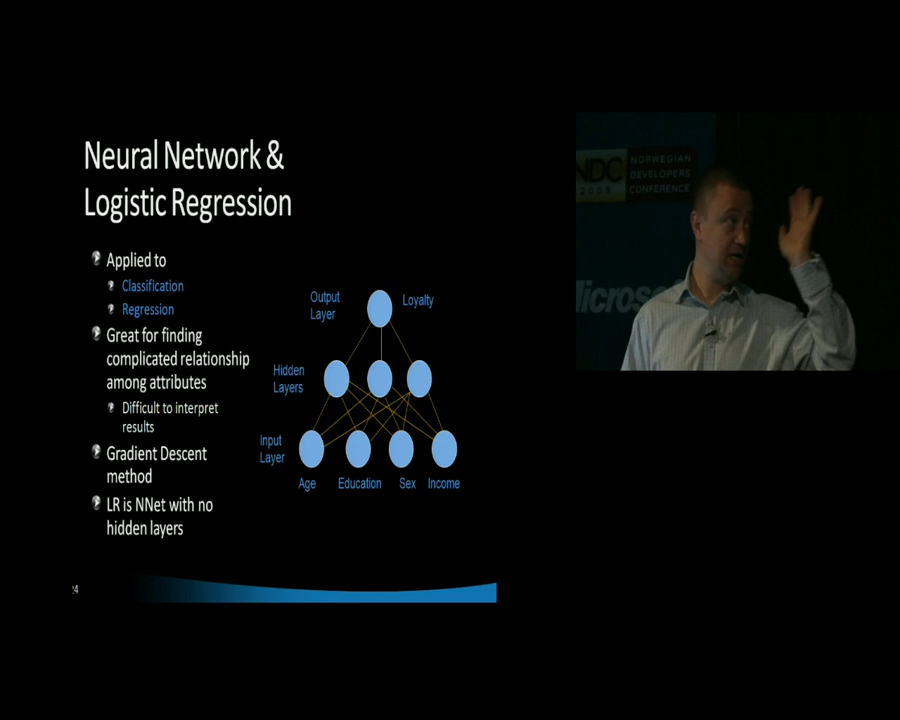 Neural Network &
Logistic Regression
Applied to
Classification
Regression
Great for finding
complicated relationship
among attributes
Difficult to interpret
results
Gradient Descent
method
LR is NNet with no
hidden layers
Output
Layer
Loyalty
Hidden
Layers
Input
Layer
Age Education Sex Income
NDC
2009
NORWEGIAN
DEVELOPERS
CONFERENCE